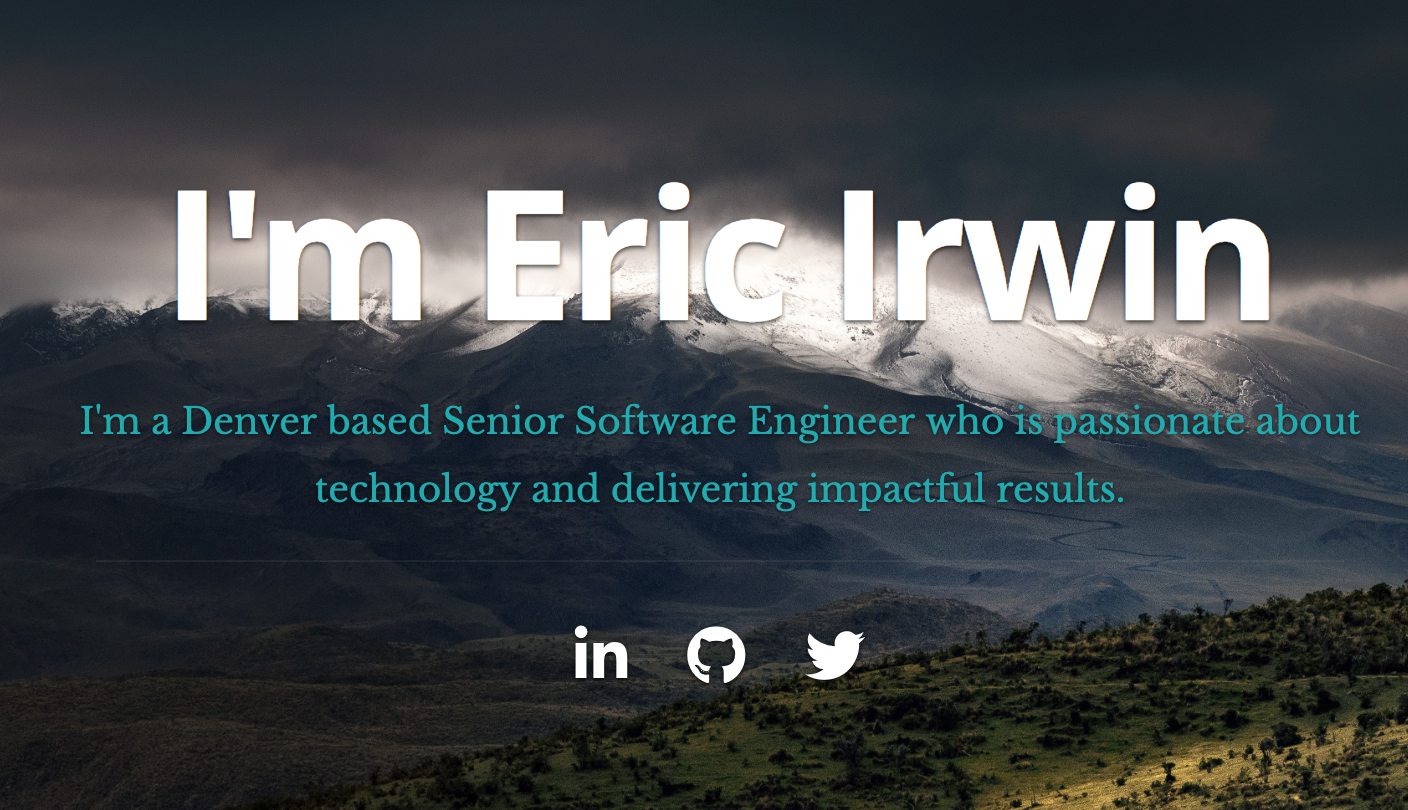 I'm Eric Irwin
I'm a Denver based Senior Software Engineer who is passionate about
technology and delivering impactful results.
in